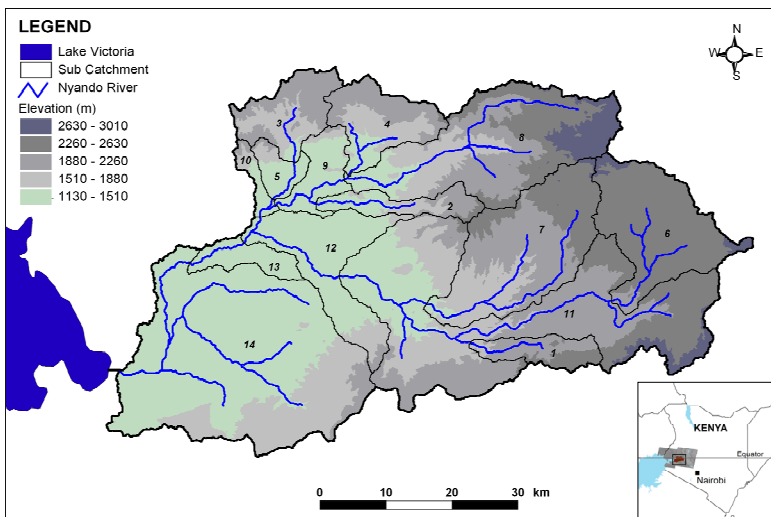 LEGEND
Lake Victoria
Sub Catchment
Nyando River
Elevation (m)
2630 - 3010
2260 - 2630
1880 - 2260
1510 - 1880
1130 - 1510
N
W E
S
3
4
8
10
5
9
2
12
7
6
13
11
14
1
0 10 20 30 km
KENYA
Equator
Nairobi